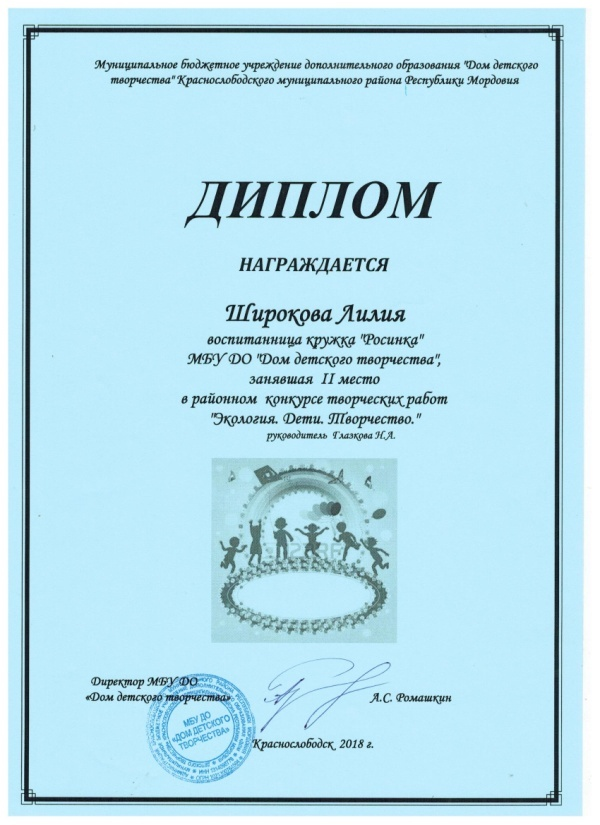 Муниципальное бюджетное учреждение дополнительного образования "Дом детского
творчества" Краснослободского муниципального района Республики Мордовия
ДИПЛОМ
НАГРАЖДАЕТСЯ
Широкова Лилия
воспитанница кружка "Росинка"
МБУ ДО "Дом детского творчества",
занявшая II место
в районном конкурсе творческих работ
"Экология. Дети. Творчество."
руководитель Глазкова Н.А.
Директор МБУ ДО
«Дом детского творчества»
А.С. Ромашкин
МБУ ДО
«ДОМ ДЕТСКОГО
ТВОРЧЕСТВА»
Краснослободск 2018 г.